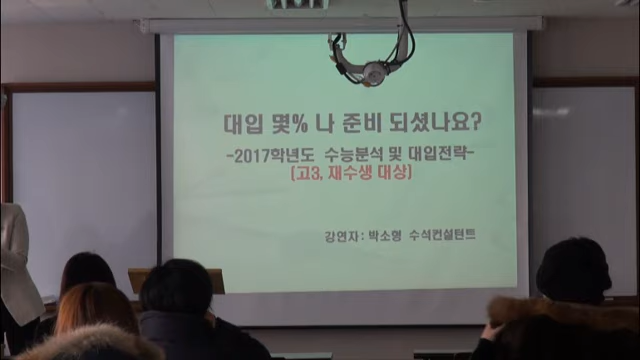 대입 몇% 나 준비 되셨나요?
-2017학년도 수능분석 및 대입전략-
(고3, 재수생 대상)
강연자 : 박소형 수석컨설턴트